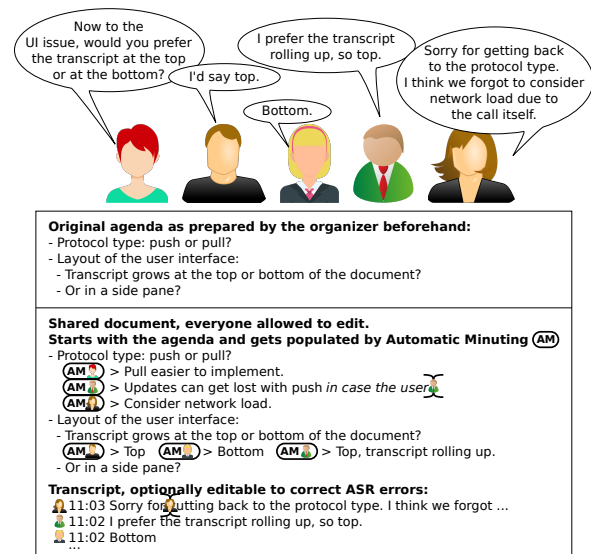 Now to the
UI issue, would you prefer
the transcript at the top
or at the bottom?
I'd say top.
Bottom.
I prefer the transcript
rolling up, so top.
Sorry for getting back
to the protocol type.
I think we forgot to consider
network load due to
the call itself.
Original agenda as prepared by the organizer beforehand:
- Protocol type: push or pull?
- Layout of the user interface:
- Transcript grows at the top or bottom of the document?
- Or in a side pane?
Shared document, everyone allowed to edit.
Starts with the agenda and gets populated by Automatic Minuting AM
- Protocol type: push or pull?
AM > Pull easier to implement.
AM > Updates can get lost with push in case the user
AM > Consider network load.
- Layout of the user interface:
- Transcript grows at the top or bottom of the document?
AM > Top AM > Bottom AM > Top, transcript rolling up.
- Or in a side pane?
Transcript, optionally editable to correct ASR errors:
11:03 Sorry for utting back to the protocol type. I think we forgot ...
11:02 I prefer the transcript rolling up, so top.
11:02 Bottom
...